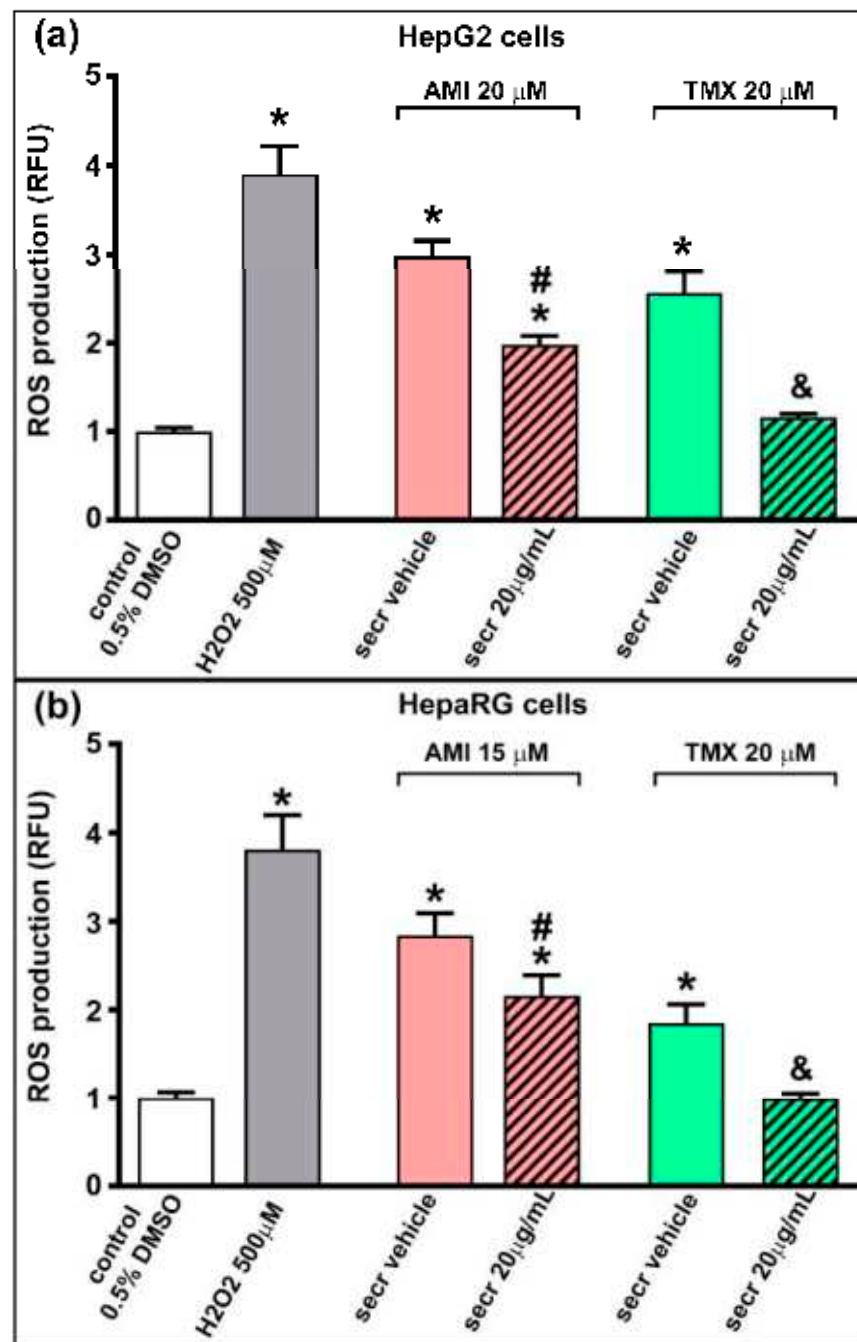 (a) HepG2 cells
AMI 20 μM TMX 20 μM
ROS production (RFU)
5
4
3
2
1
0
*
*
#
*
*
&
control
0.5% DMSO
H2O2 500μM
secr vehicle
secr 20μg/mL
secr vehicle
secr 20μg/mL
(b) HepaRG cells
AMI 15 μM TMX 20 μM
ROS production (RFU)
5
4
3
2
1
0
*
*
#
*
*
&
control
0.5% DMSO
H2O2 500μM
secr vehicle
secr 20μg/mL
secr vehicle
secr 20μg/mL